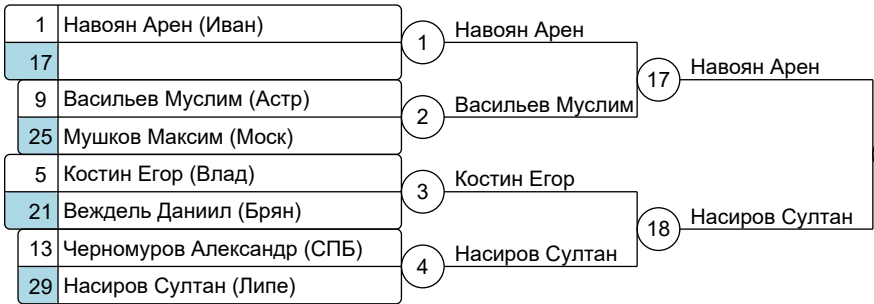 1 Навоян Арен (Иван)
17
9 Васильев Муслим (Астр)
25 Мушков Максим (Моск)
5 Костин Егор (Влад)
21 Веждель Даниил (Брян)
13 Черномуров Александр (СПБ)
29 Насиров Султан (Липе)
1 Навоян Арен
2 Васильев Муслим
3 Костин Егор
4 Насиров Султан
17 Навоян Арен
18 Насиров Султан